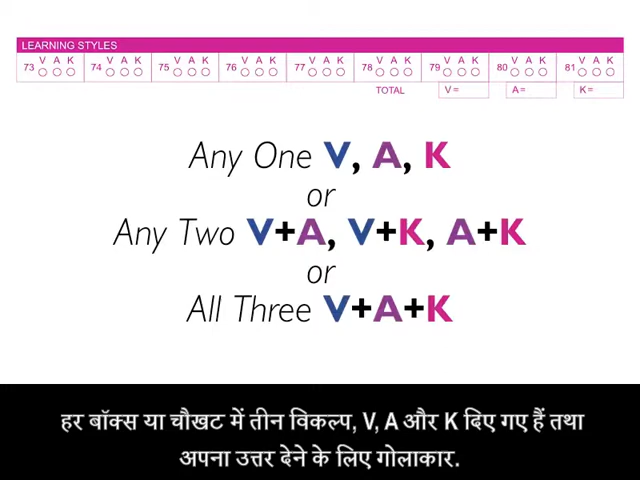 LEARNING STYLES
73 V A K 74 V A K 75 V A K 76 V A K 77 V A K 78 V A K 79 V A K 80 V A K 81 V A K
TOTAL V = A = K =
Any One V, A, K
or
Any Two V+A, V+K, A+K
or
All Three V+A+K
हर बॉक्स या चौखट में तीन विकल्प, V, A और K दिए गए हैं तथा
अपना उत्तर देने के लिए गोलाकार.